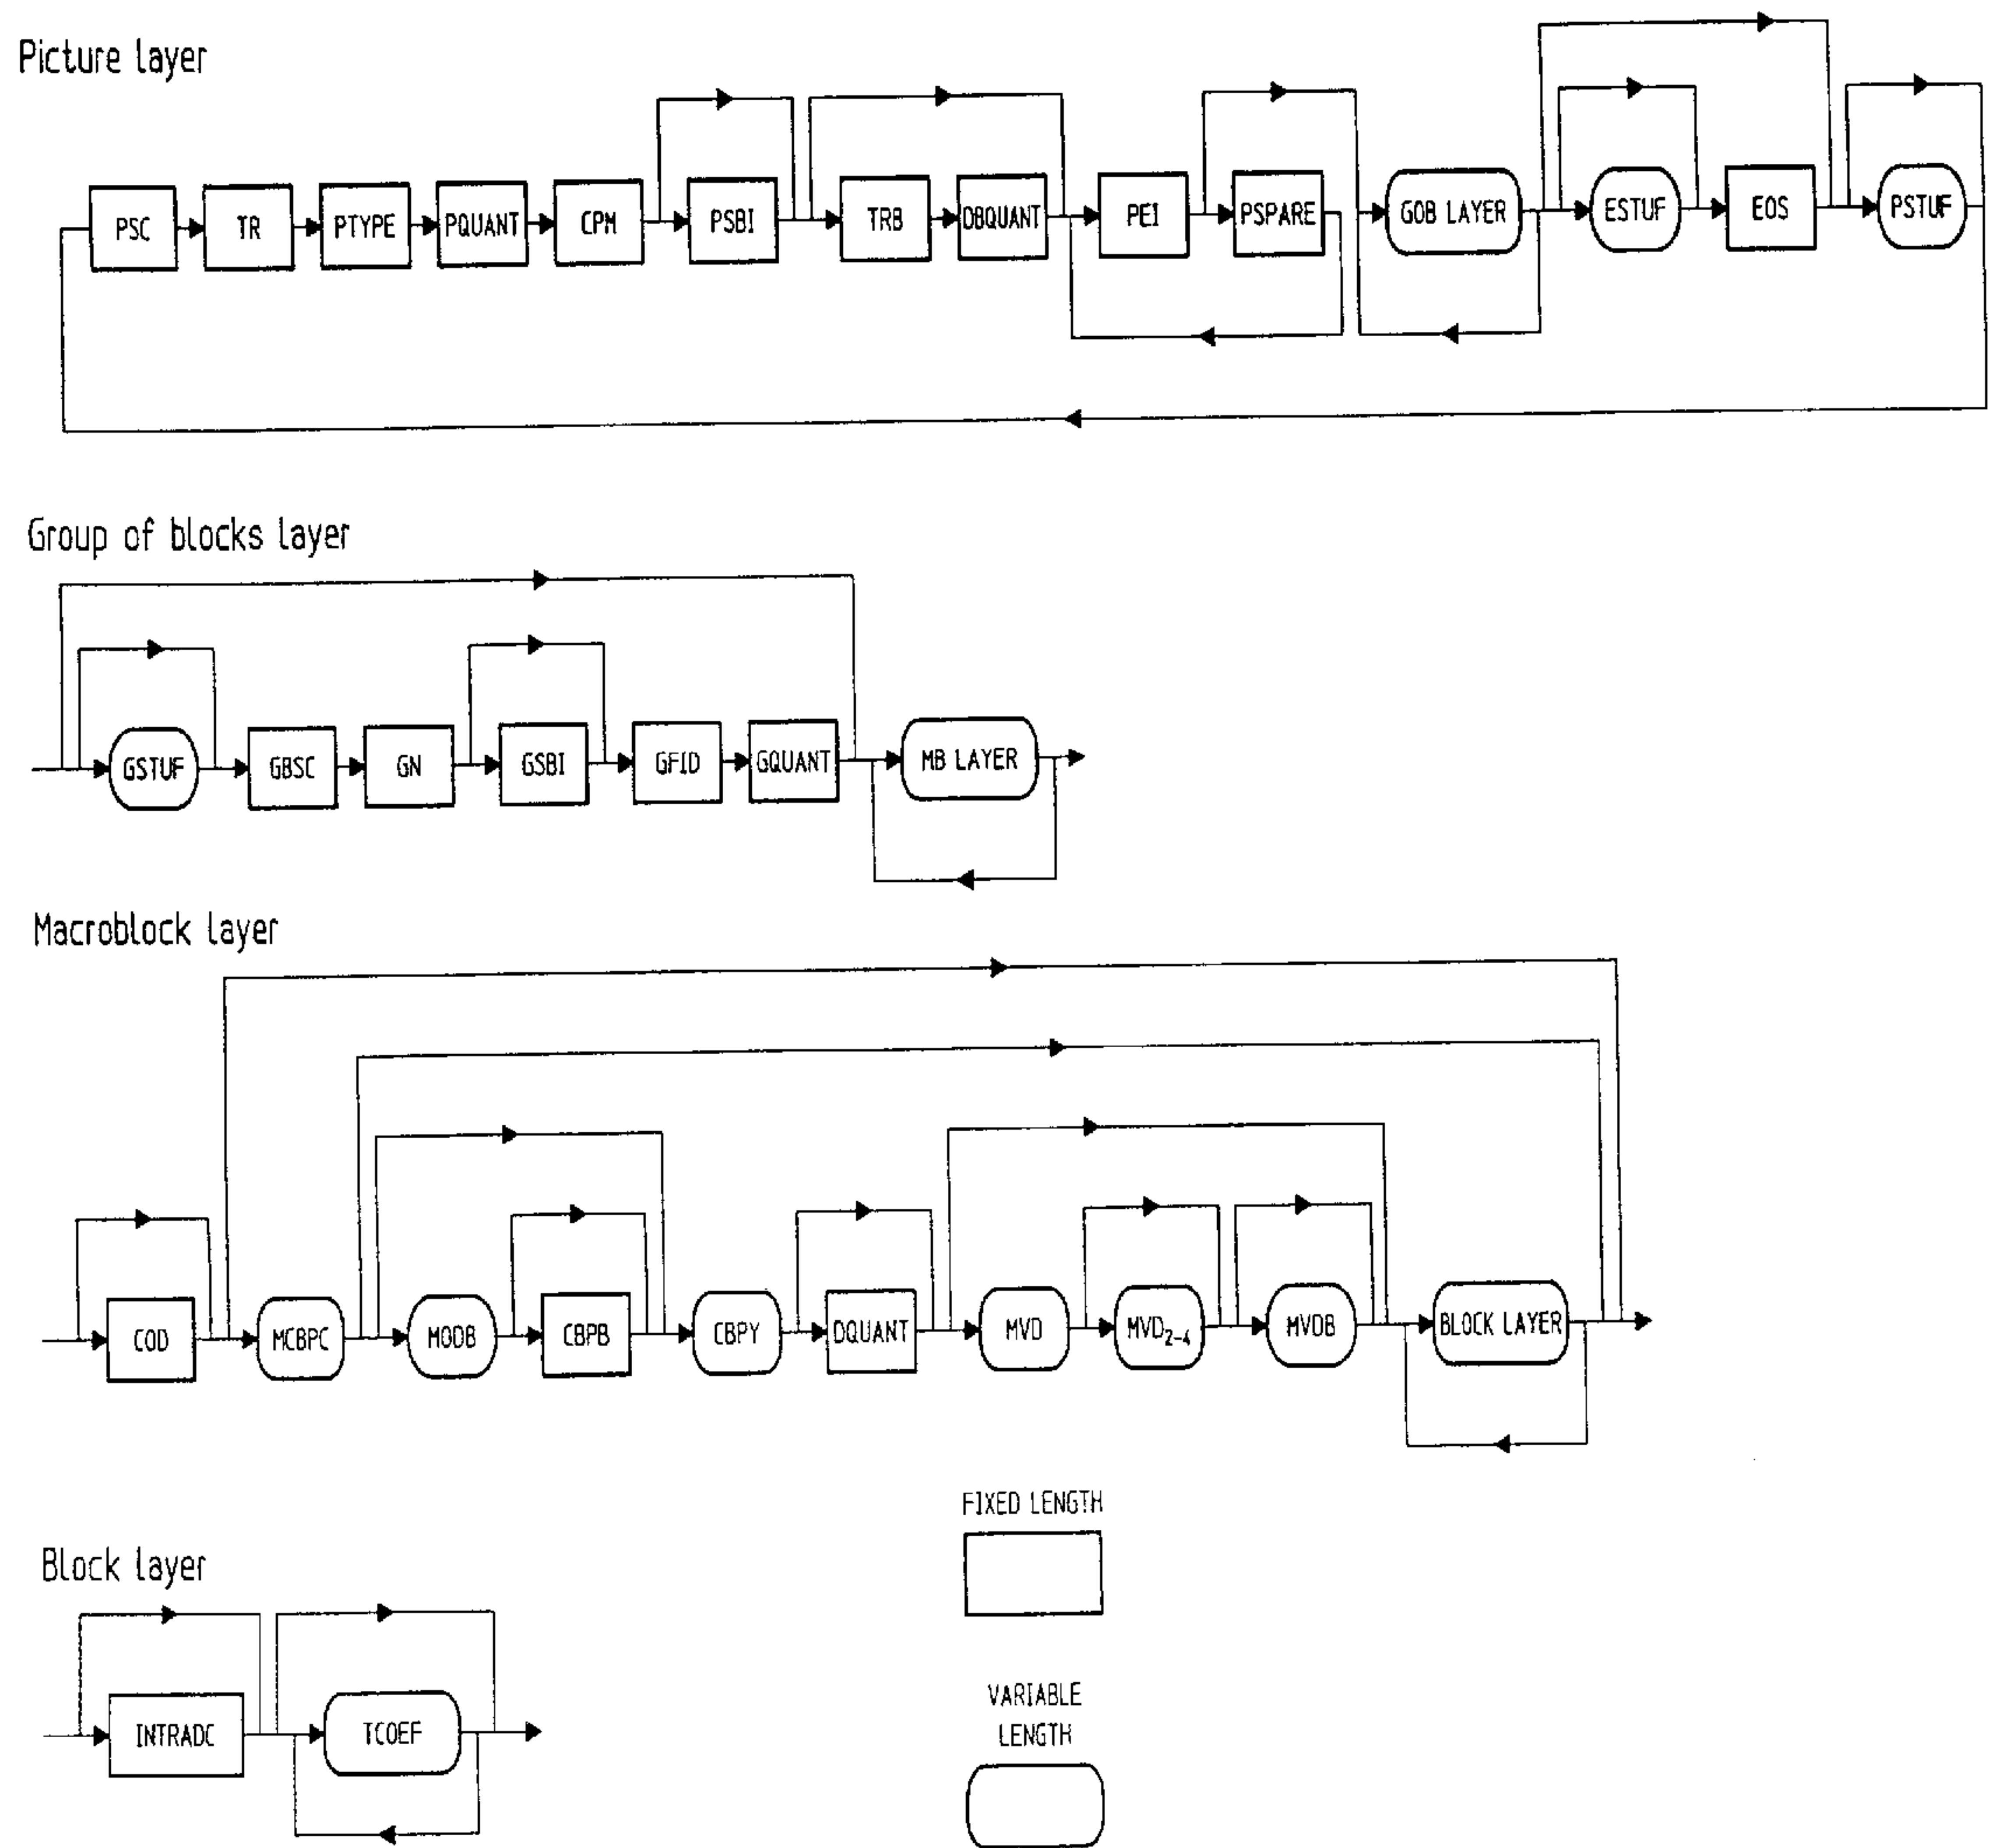 Picture layer
PSC TR PTYPE PQUANT CPM PSBI TRB DBQUANT PEI PSPARE GOB LAYER ESTUF EOS PSTUF
Group of blocks layer
GSTUF GBSC GN GSBI GFID GQUANT MB LAYER
Macroblock layer
COD MCBPC MODB CBPB CBPY DQUANT MVD MVD₂₋₄ MVDB BLOCK LAYER
FIXED LENGTH
Block layer
INTRADC TCOEF
VARIABLE
LENGTH